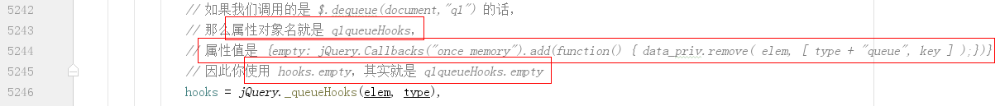 5242 // 如果我们调用的是 $.dequeue(document,"q1") 的话,
5243 // 那么属性对象名就是 q1queueHooks,
5244 // 属性值是 {empty: jQuery.Callbacks("once memory").add(function() { data_priv.remove( elem, [ type + "queue", key ] );})}
5245 // 因此你使用 hooks.empty, 其实就是 q1queueHooks.empty
5246 hooks = jQuery._queueHooks(elem, type),